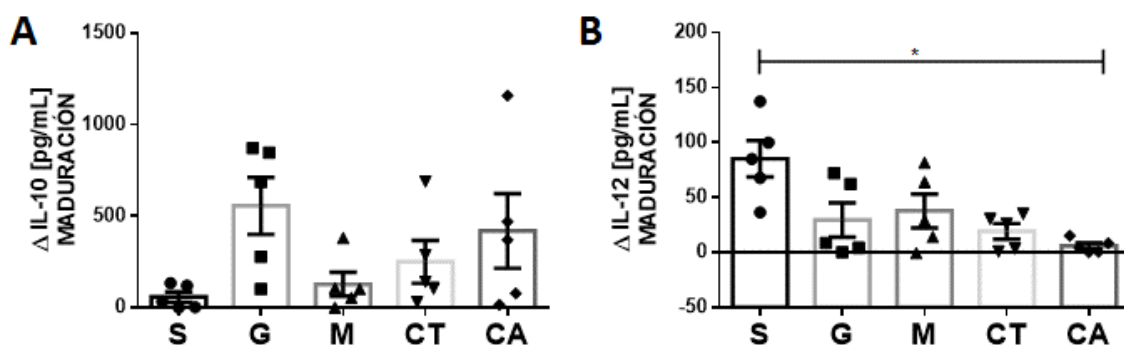 A
Δ IL-10 [pg/mL]
MADURACIÓN
1500
1000
500
0
S G M CT CA
B
Δ IL-12 [pg/mL]
MADURACIÓN
200
150
100
50
0
-50
*
S G M CT CA